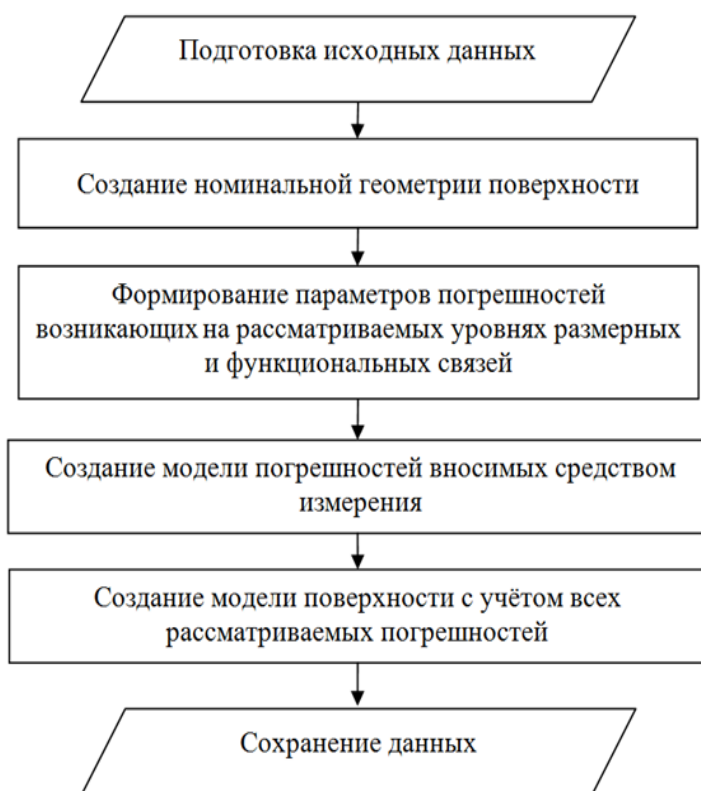 Подготовка исходных данных
Создание номинальной геометрии поверхности
Формирование параметров погрешностей
возникающих на рассматриваемых уровнях размерных
и функциональных связей
Создание модели погрешностей вносимых средством
измерения
Создание модели поверхности с учётом всех
рассматриваемых погрешностей
Сохранение данных